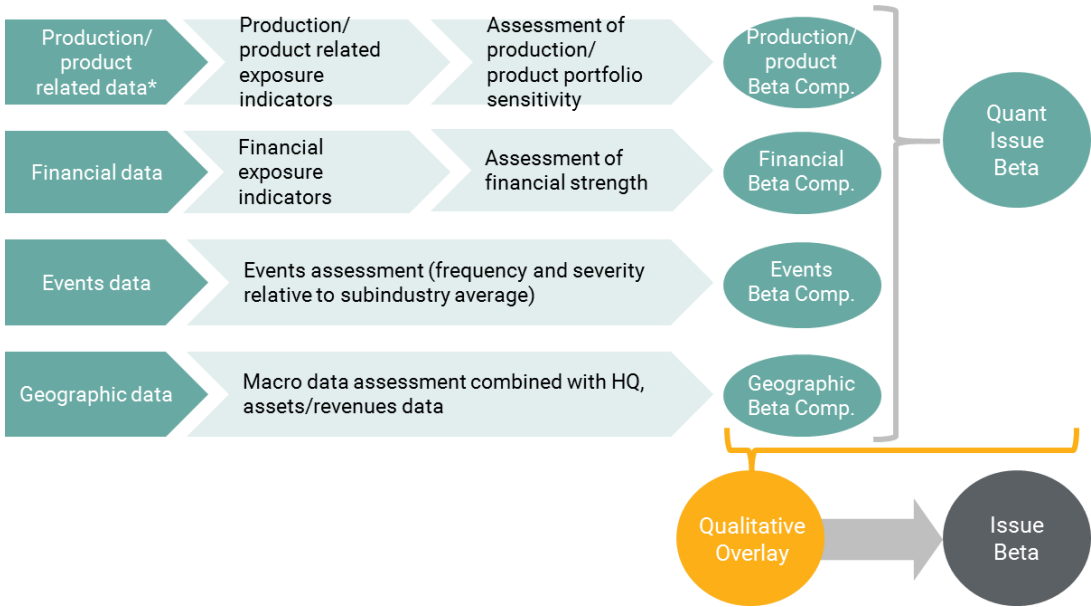 Production/
product
related data*
Production/
product related
exposure
indicators
Assessment of
production/
product portfolio
sensitivity
Production/
product
Beta Comp.
Quant
Issue
Beta
Financial data
Financial
exposure
indicators
Assessment of
financial strength
Financial
Beta Comp.
Events data
Events assessment (frequency and severity
relative to subindustry average)
Events
Beta Comp.
Geographic data
Macro data assessment combined with HQ,
assets/revenues data
Geographic
Beta Comp.
Qualitative
Overlay
Issue
Beta